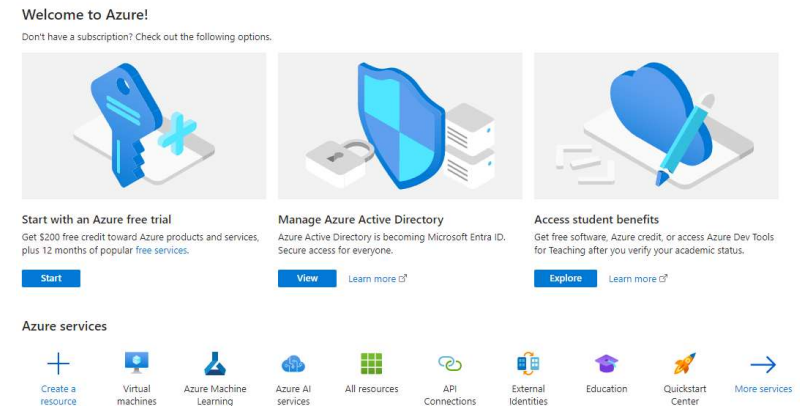 Welcome to Azure!
Don't have a subscription? Check out the following options.
Start with an Azure free trial
Get $200 free credit toward Azure products and services,
plus 12 months of popular free services.
Start
Manage Azure Active Directory
Azure Active Directory is becoming Microsoft Entra ID.
Secure access for everyone.
View Learn more
Access student benefits
Get free software, Azure credit, or access Azure Dev Tools
for Teaching after you verify your academic status.
Explore Learn more
Azure services
Create a
resource
Virtual
machines
Azure Machine
Learning
Azure AI
services
All resources
API
Connections
External
Identities
Education
Quickstart
Center
More services